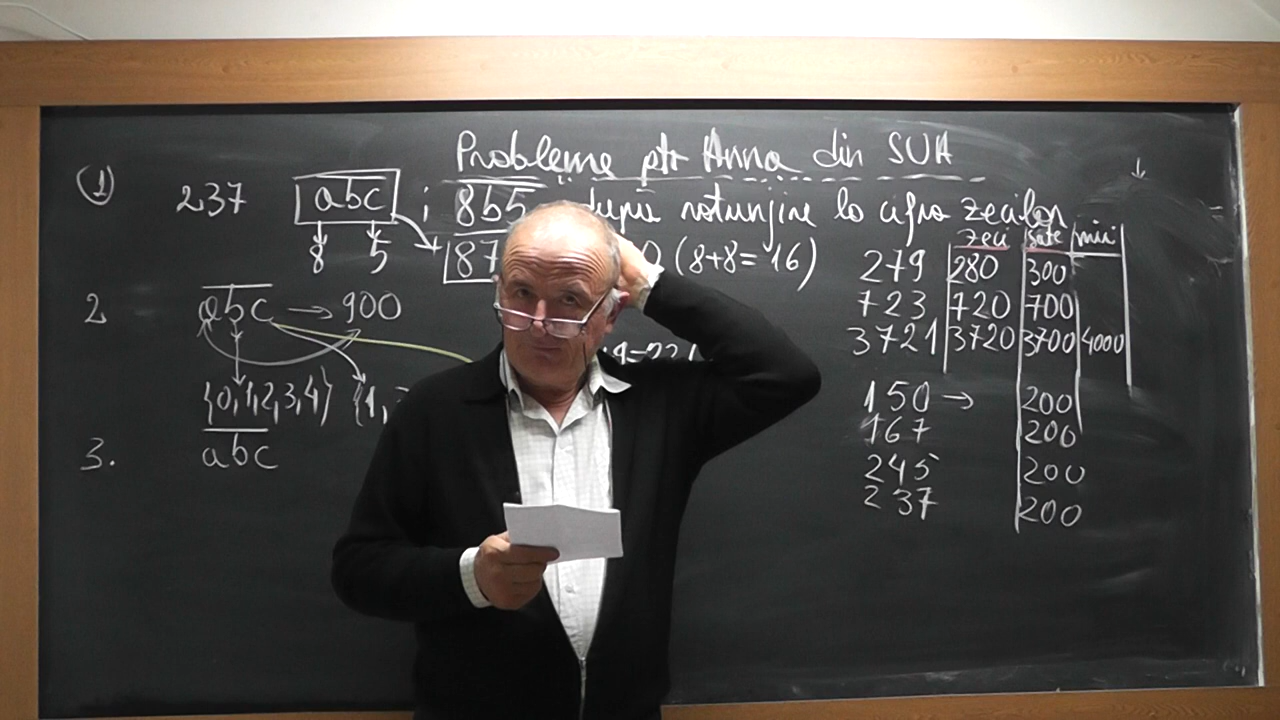 Probleme ptr Anna din SUA
(1) 237 abc ; 865 după rotunjire la cifra zecilor
8 5 87 0 (8+8=16)
2 abc → 900
{0,1,2,3,4} {1,
3. abc
zeci sute mii
279 280 300
723 720 700
3721 3720 3700 4000
150 → 200
167 200
245 200
237 200